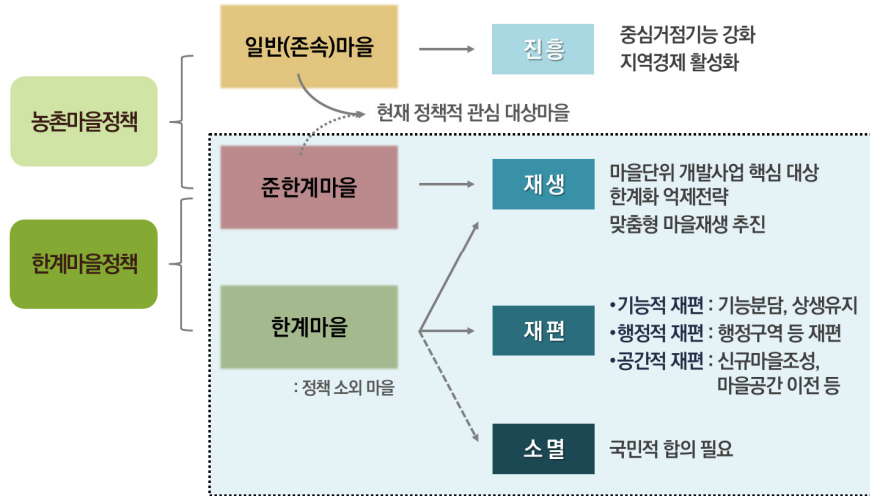 일반(존속)마을
진흥
중심거점기능 강화
지역경제 활성화
농촌마을정책
현재 정책적 관심 대상마을
준한계마을
재생
마을단위 개발사업 핵심 대상
한계화 억제전략
맞춤형 마을재생 추진
한계마을정책
한계마을
: 정책 소외 마을
재편
•기능적 재편 : 기능분담, 상생유지
•행정적 재편 : 행정구역 등 재편
•공간적 재편 : 신규마을조성,
마을공간 이전 등
소멸
국민적 합의 필요